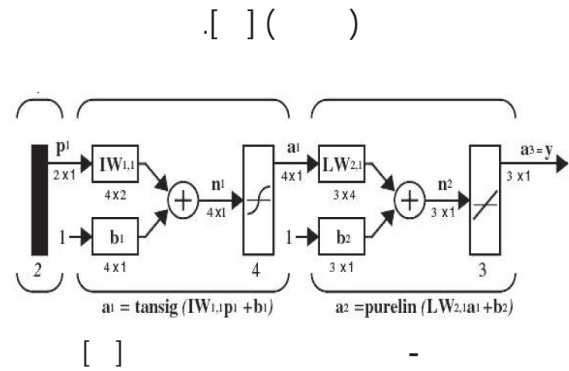 .[ ] ( )
p1 a1 a3 = y
IW1,1 LW2,1
2 x 1 n1 4 x 1 n2 3 x 1
4 x 2 3 x 4
4 x 1 3 x 1
1 b1 1 b2
2 4 x 1 4 3 x 1 3
a1 = tansig (IW1,1p1 +b1) a2 =purelin (LW2,1a1+b2)
[ ] -